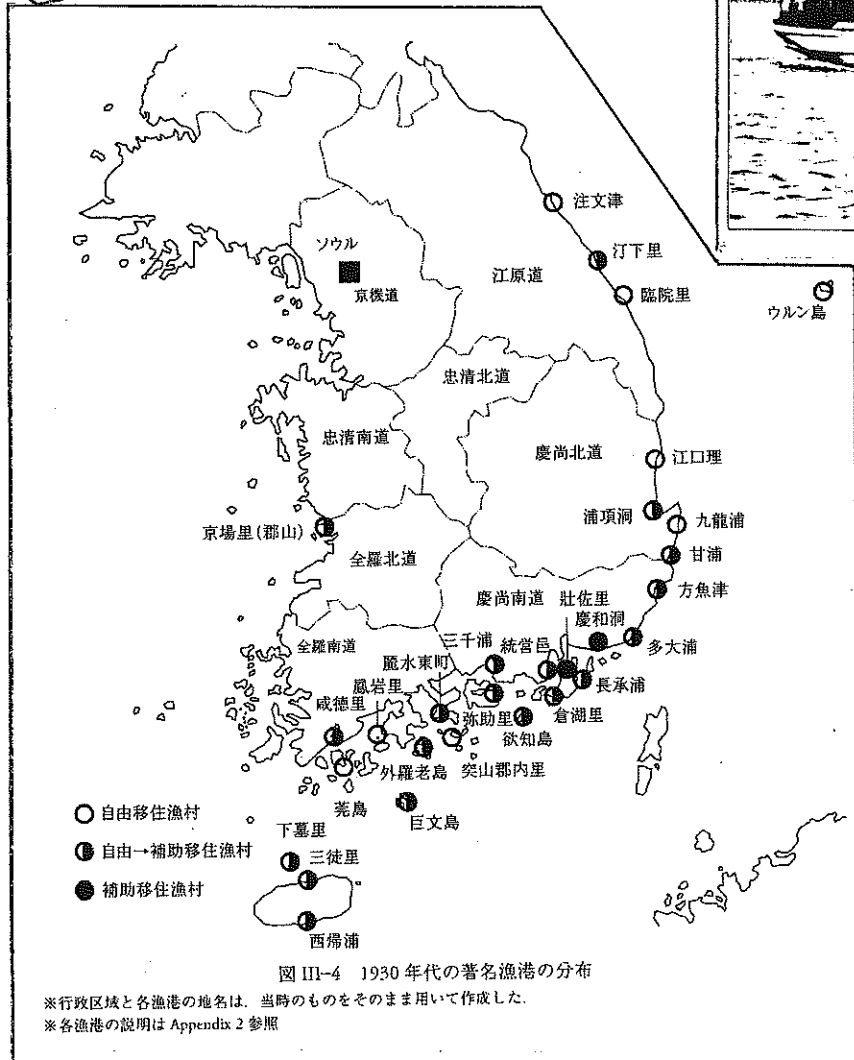 注文津
ソウル
汀下里
京機道
江原道
臨院里
ウルン島
忠清北道
忠清南道
慶尚北道
江口理
浦項洞
九龍浦
京場里(郡山)
甘浦
全羅北道
方魚津
慶尚南道
壯佐里
慶和洞
全羅南道
三千浦
統営邑
多大浦
麗水東町
鳳岩里
長承浦
咸徳里
弥助里
倉湖里
欲知島
外羅老島
突山郡内里
莞島
巨文島
○ 自由移住漁村
◑ 自由→補助移住漁村
● 補助移住漁村
下墓里
三徒里
西帰浦
図 III-4 1930年代の著名漁港の分布
※行政区域と各漁港の地名は、当時のものをそのまま用いて作成した.
※各漁港の説明は Appendix 2 参照